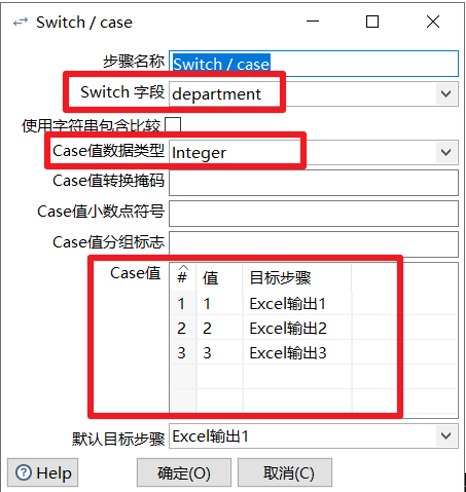 Switch / case
步骤名称 Switch / case
Switch 字段 department
使用字符串包含比较
Case值数据类型 Integer
Case值转换掩码
Case值小数点符号
Case值分组标志
Case值 # 值 目标步骤
1 1 Excel输出1
2 2 Excel输出2
3 3 Excel输出3
默认目标步骤 Excel输出1
Help 确定(O) 取消(C)